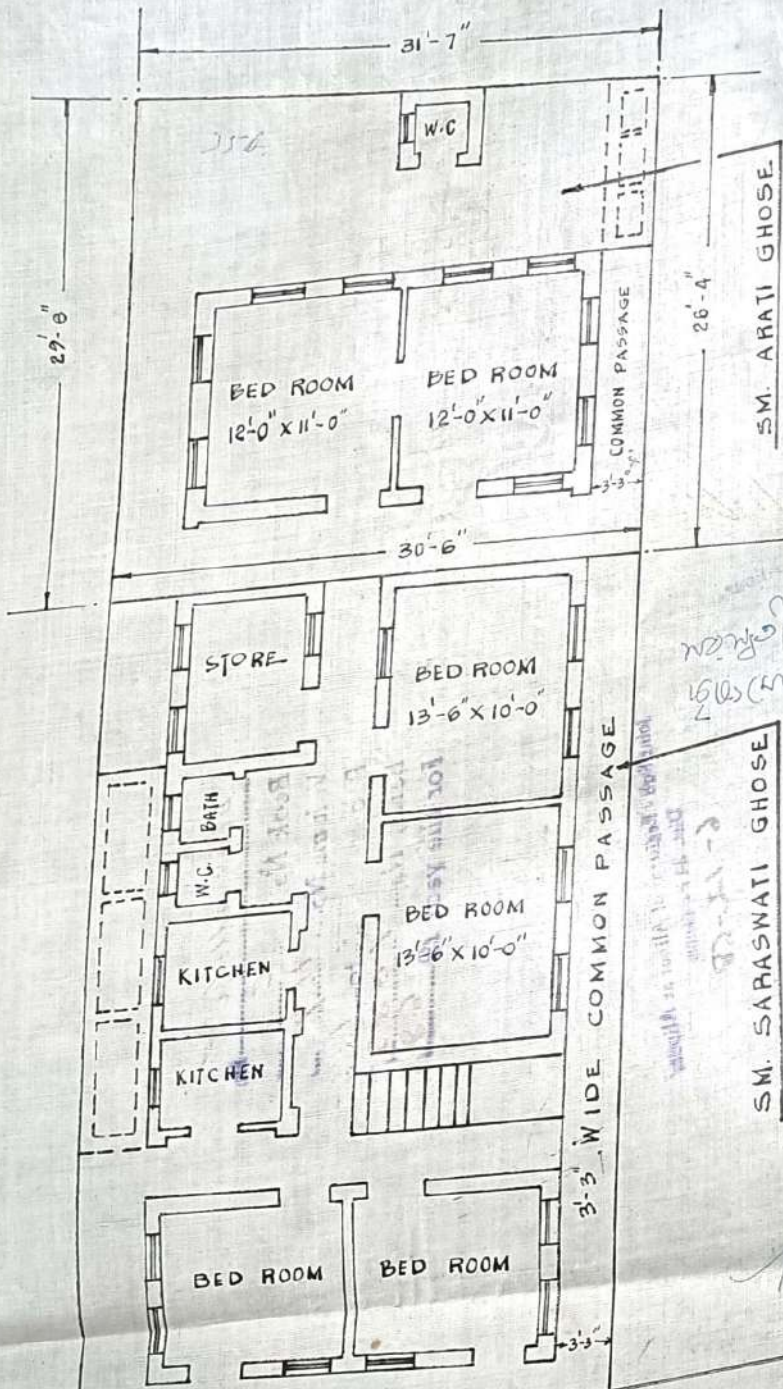 31'-7"
W.C
29'-8"
26'-4"
SM. ARATI GHOSE
COMMON PASSAGE
BED ROOM
12'-0" X 11'-0"
BED ROOM
12'-0" X 11'-0"
3'-3"
30'-6"
STORE
BED ROOM
13'-6" X 10'-0"
BATH
W.C.
KITCHEN
BED ROOM
13'-6" X 10'-0"
KITCHEN
3'-3" WIDE COMMON PASSAGE
SM. SARASWATI GHOSE
BED ROOM
BED ROOM
3'-3"